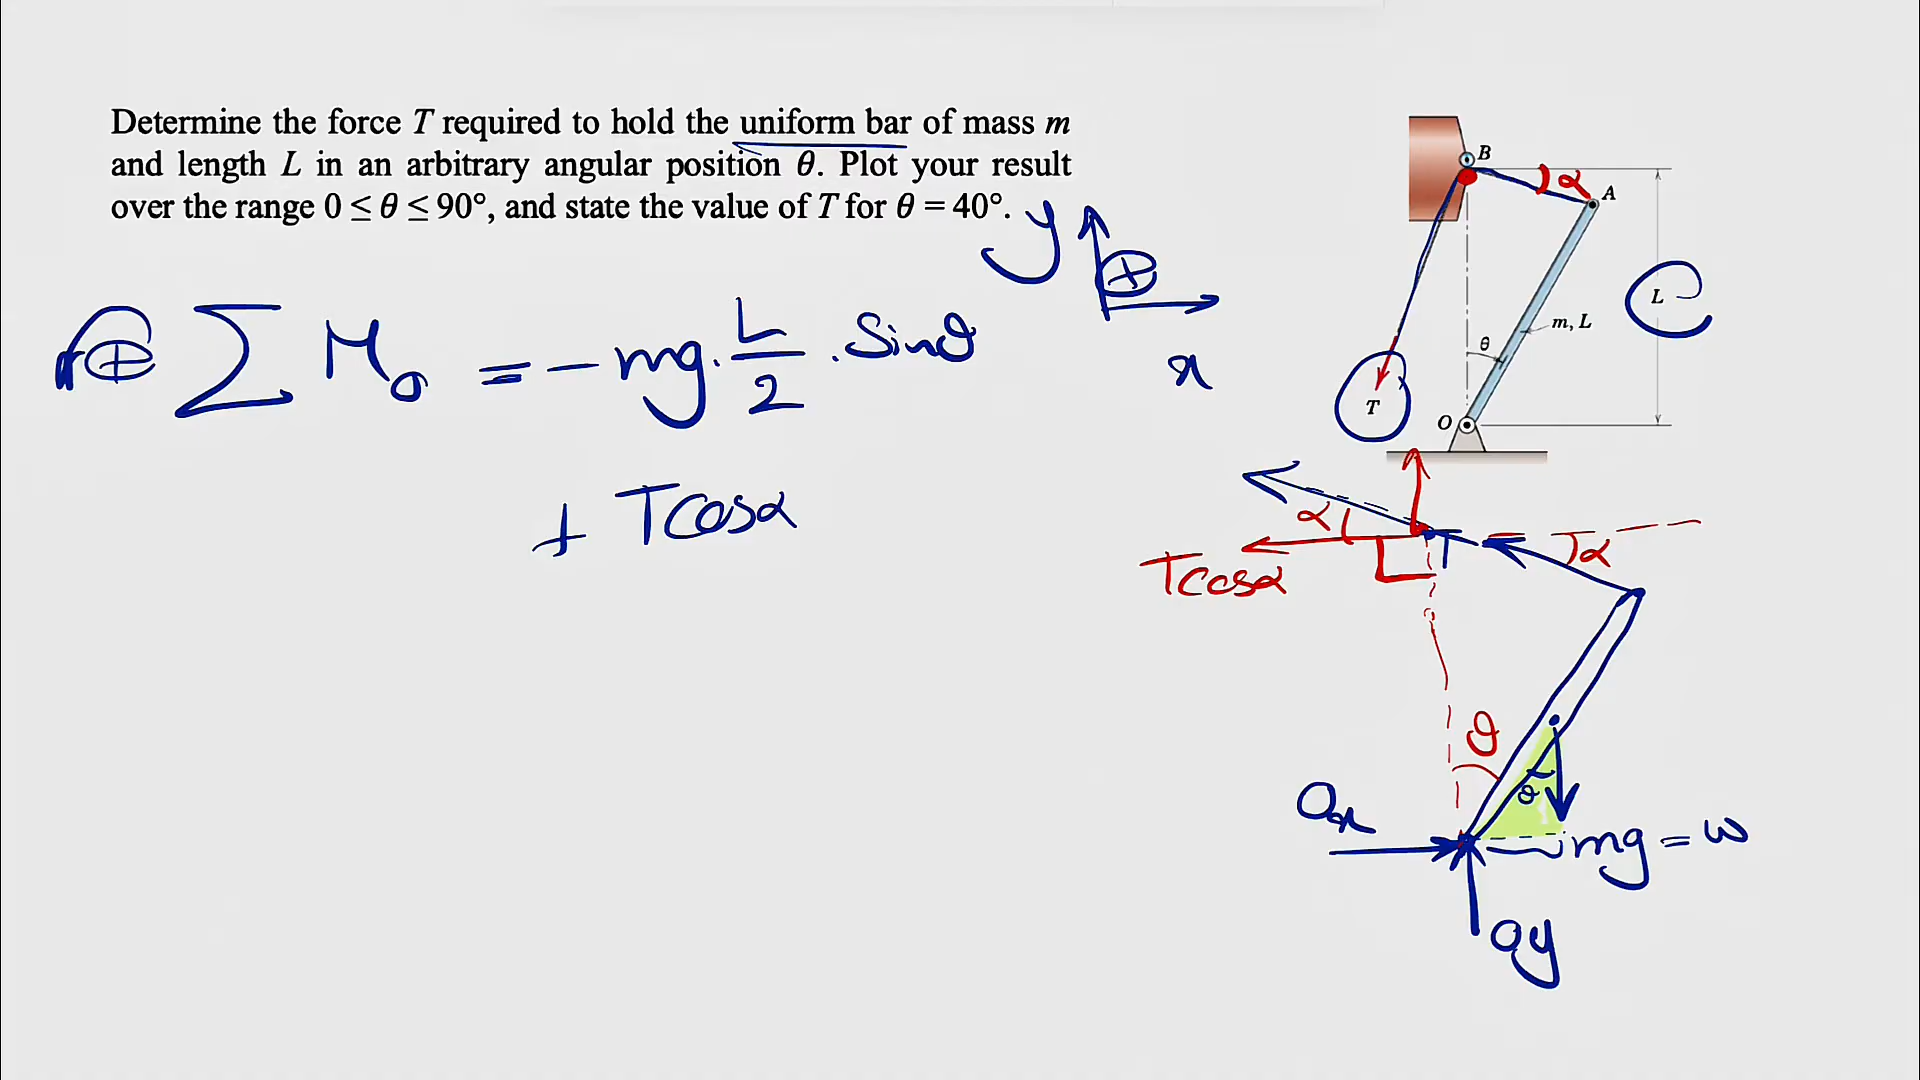 Determine the force T required to hold the uniform bar of mass m
and length L in an arbitrary angular position θ. Plot your result
over the range 0 ≤ θ ≤ 90°, and state the value of T for θ = 40°.
B
α
A
y
⊕
L
m, L
θ
x
T
O
⊕ Σ M_O = - mg · L/2 · Sinθ
+ Tcosα
α
Tcosα
T
α
θ
θ
Ox
mg = w
Oy